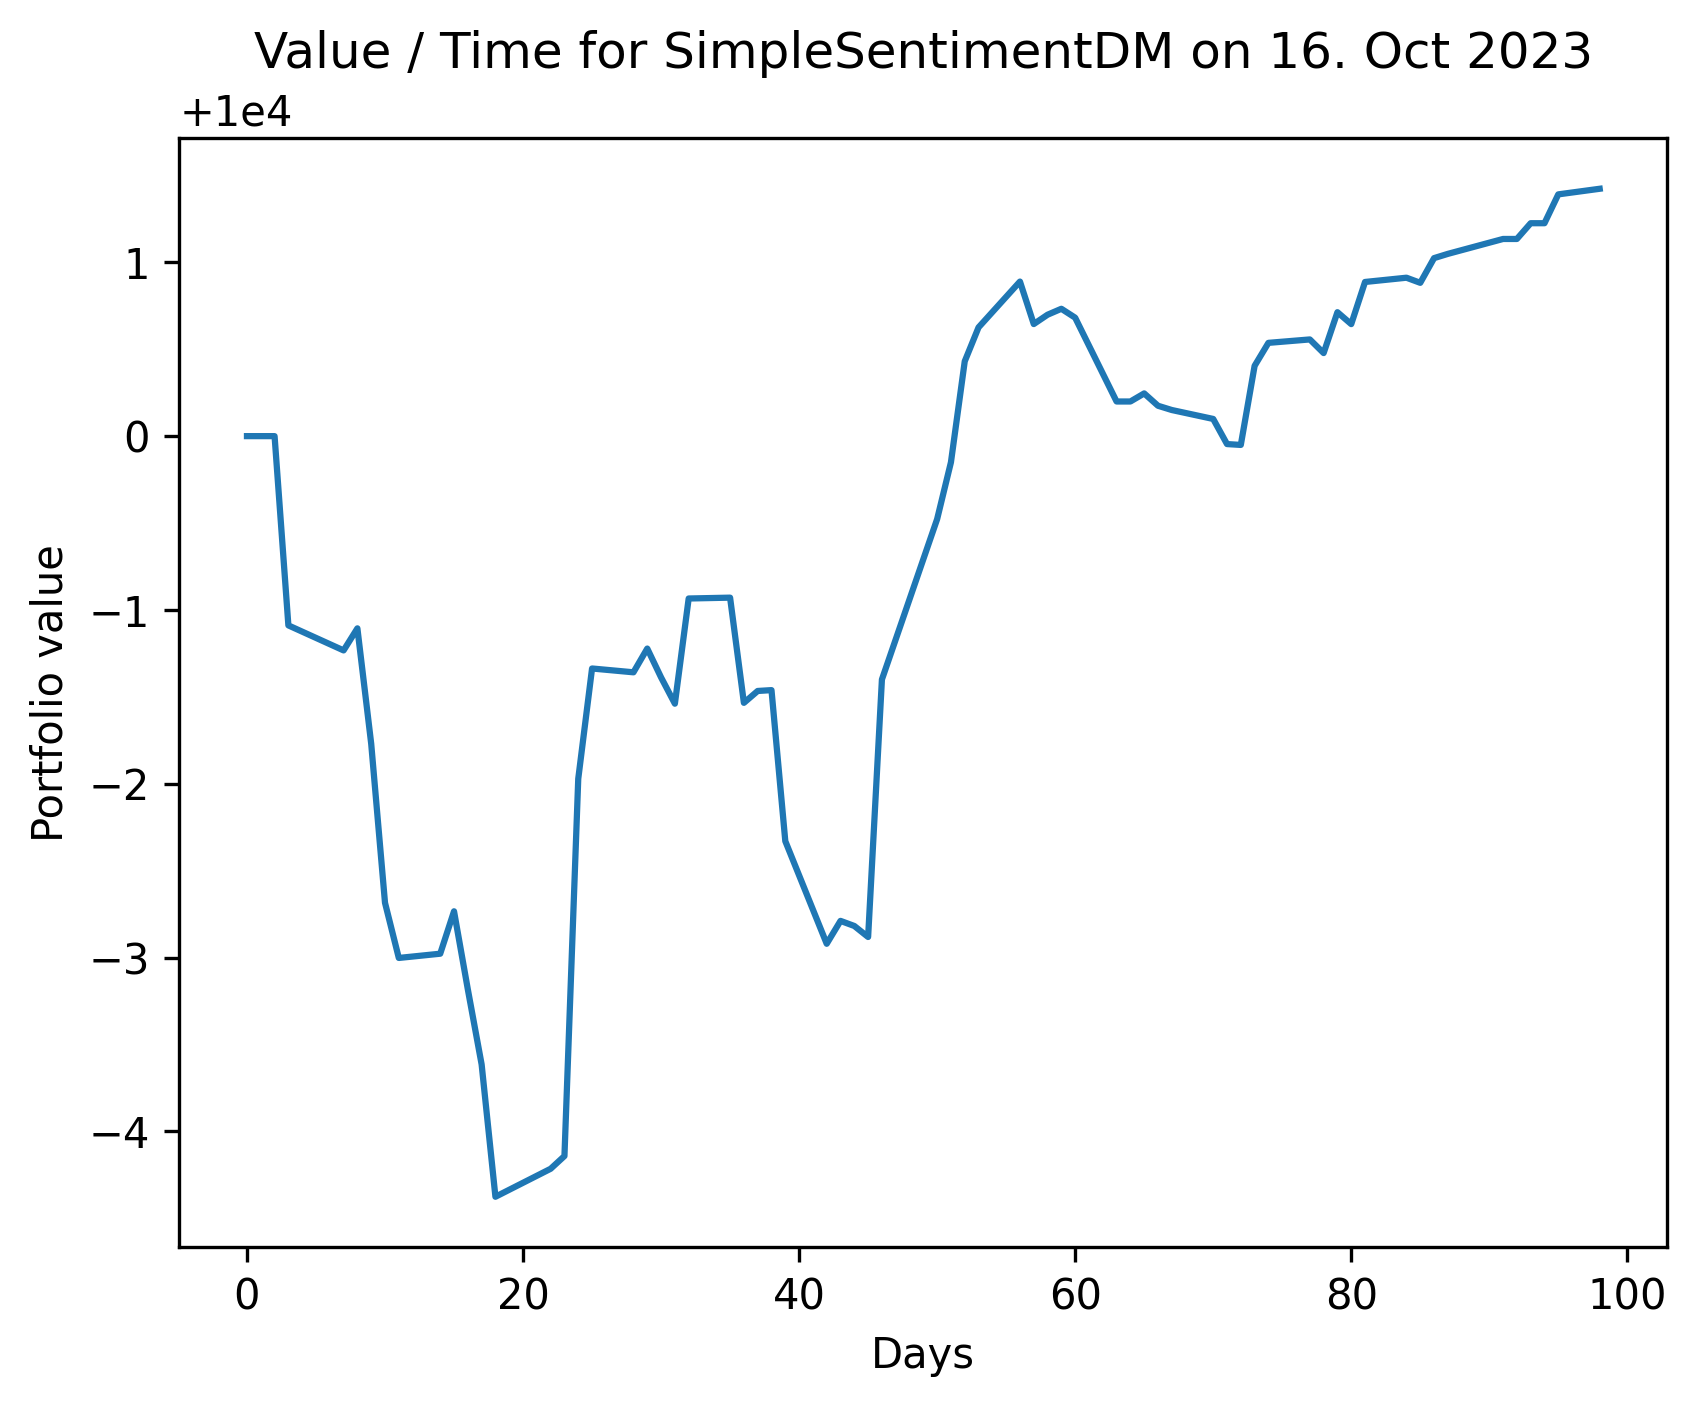 Value / Time for SimpleSentimentDM on 16. Oct 2023
+1e4
1
0
−1
−2
−3
−4
Portfolio value
0 20 40 60 80 100
Days